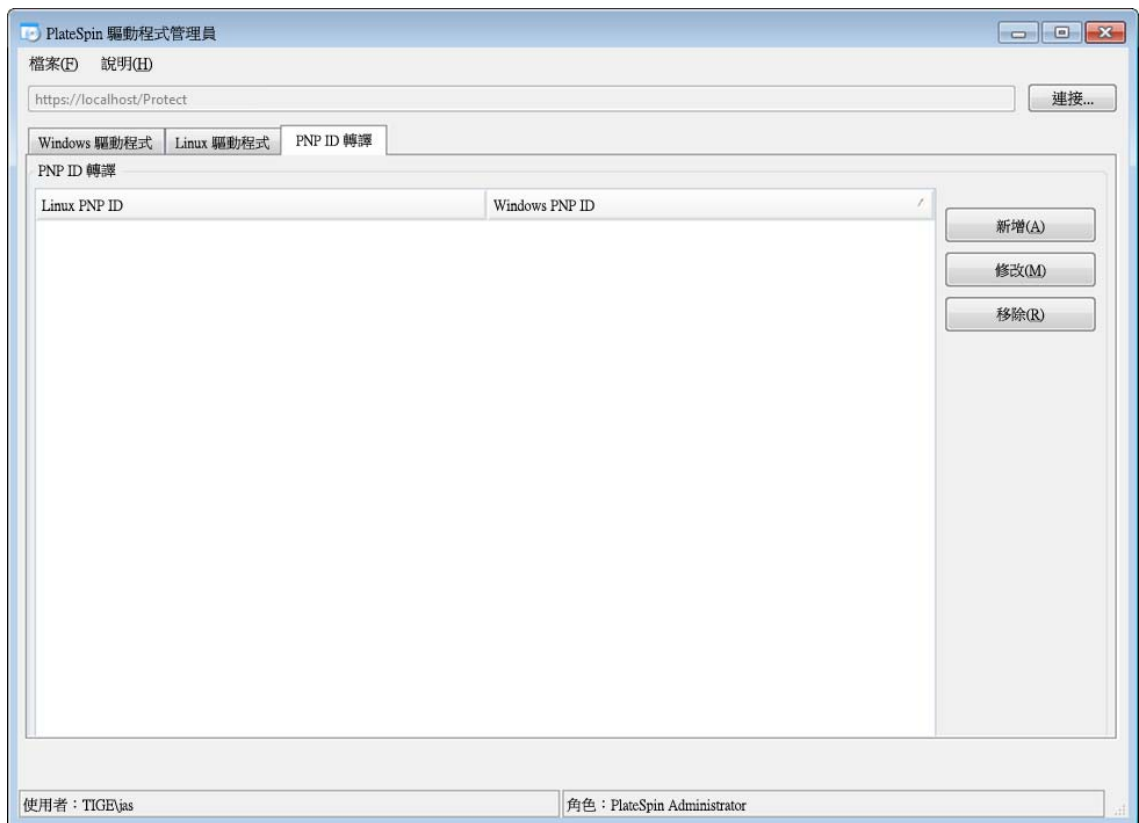 PlateSpin 驅動程式管理員
檔案(F) 說明(H)
https://localhost/Protect 連接...
Windows 驅動程式 Linux 驅動程式 PNP ID 轉譯
PNP ID 轉譯
Linux PNP ID Windows PNP ID
新增(A)
修改(M)
移除(R)
使用者：TIGE\jas 角色：PlateSpin Administrator